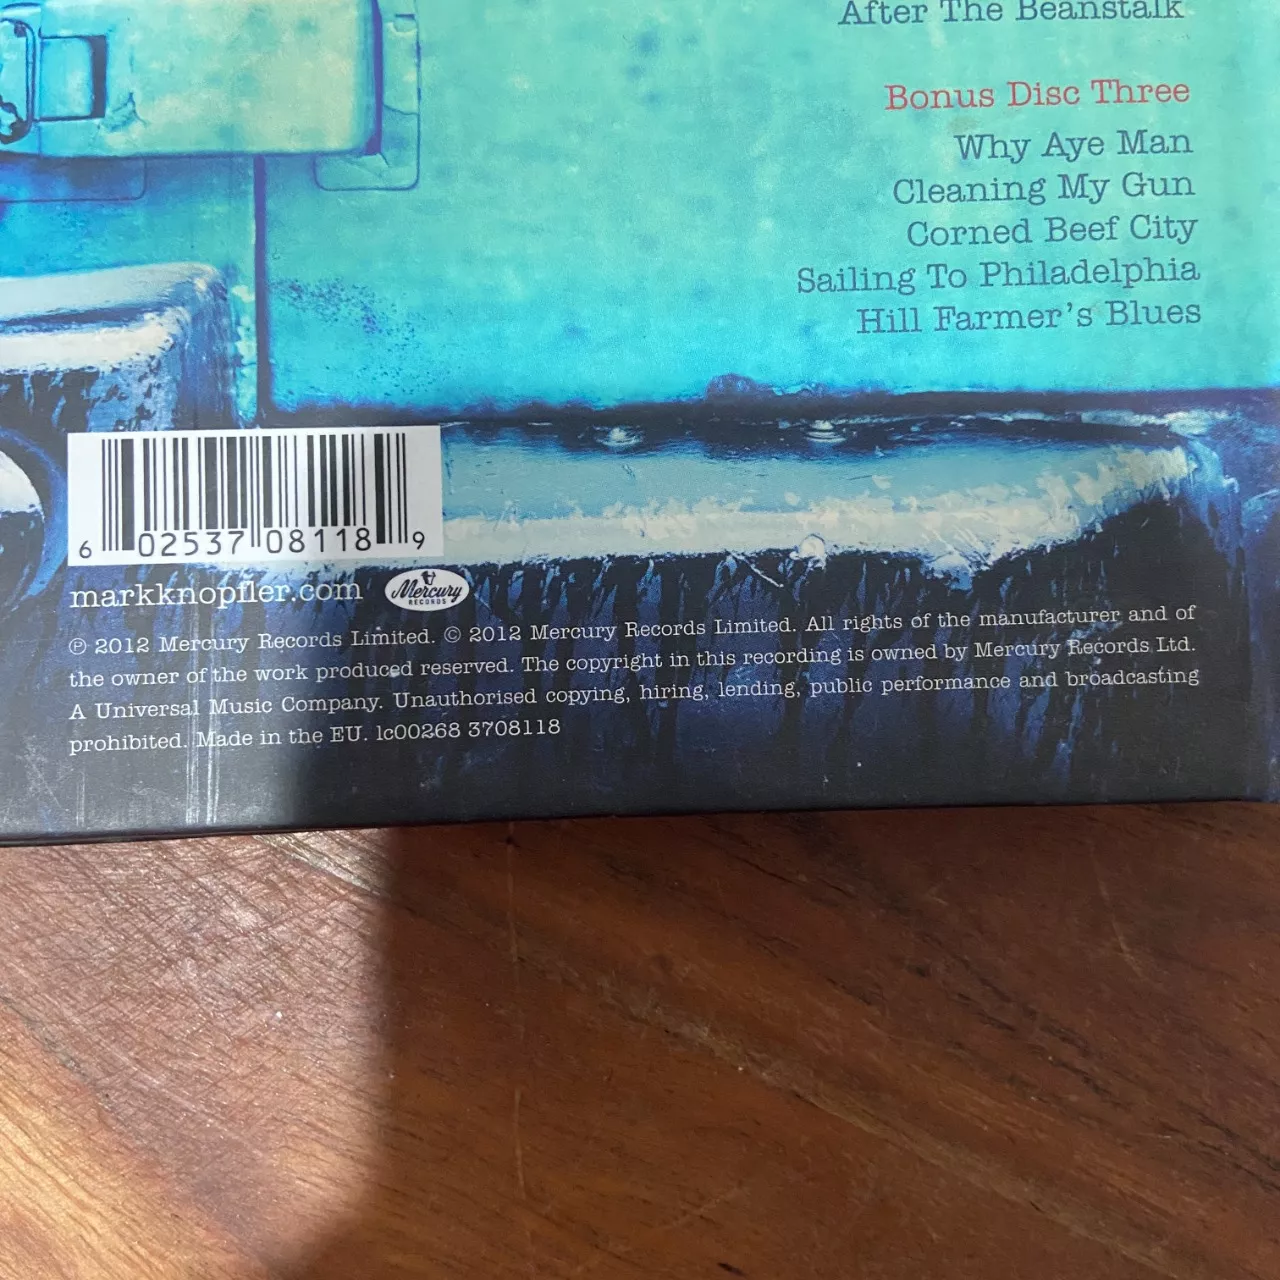 After The Beanstalk
Bonus Disc Three
Why Aye Man
Cleaning My Gun
Corned Beef City
Sailing To Philadelphia
Hill Farmer's Blues
6 02537 08118 9
markknopfler.com Mercury
RECORDS
℗ 2012 Mercury Records Limited. © 2012 Mercury Records Limited. All rights of the manufacturer and of
the owner of the work produced reserved. The copyright in this recording is owned by Mercury Records Ltd.
A Universal Music Company. Unauthorised copying, hiring, lending, public performance and broadcasting
prohibited. Made in the EU. lc00268 3708118